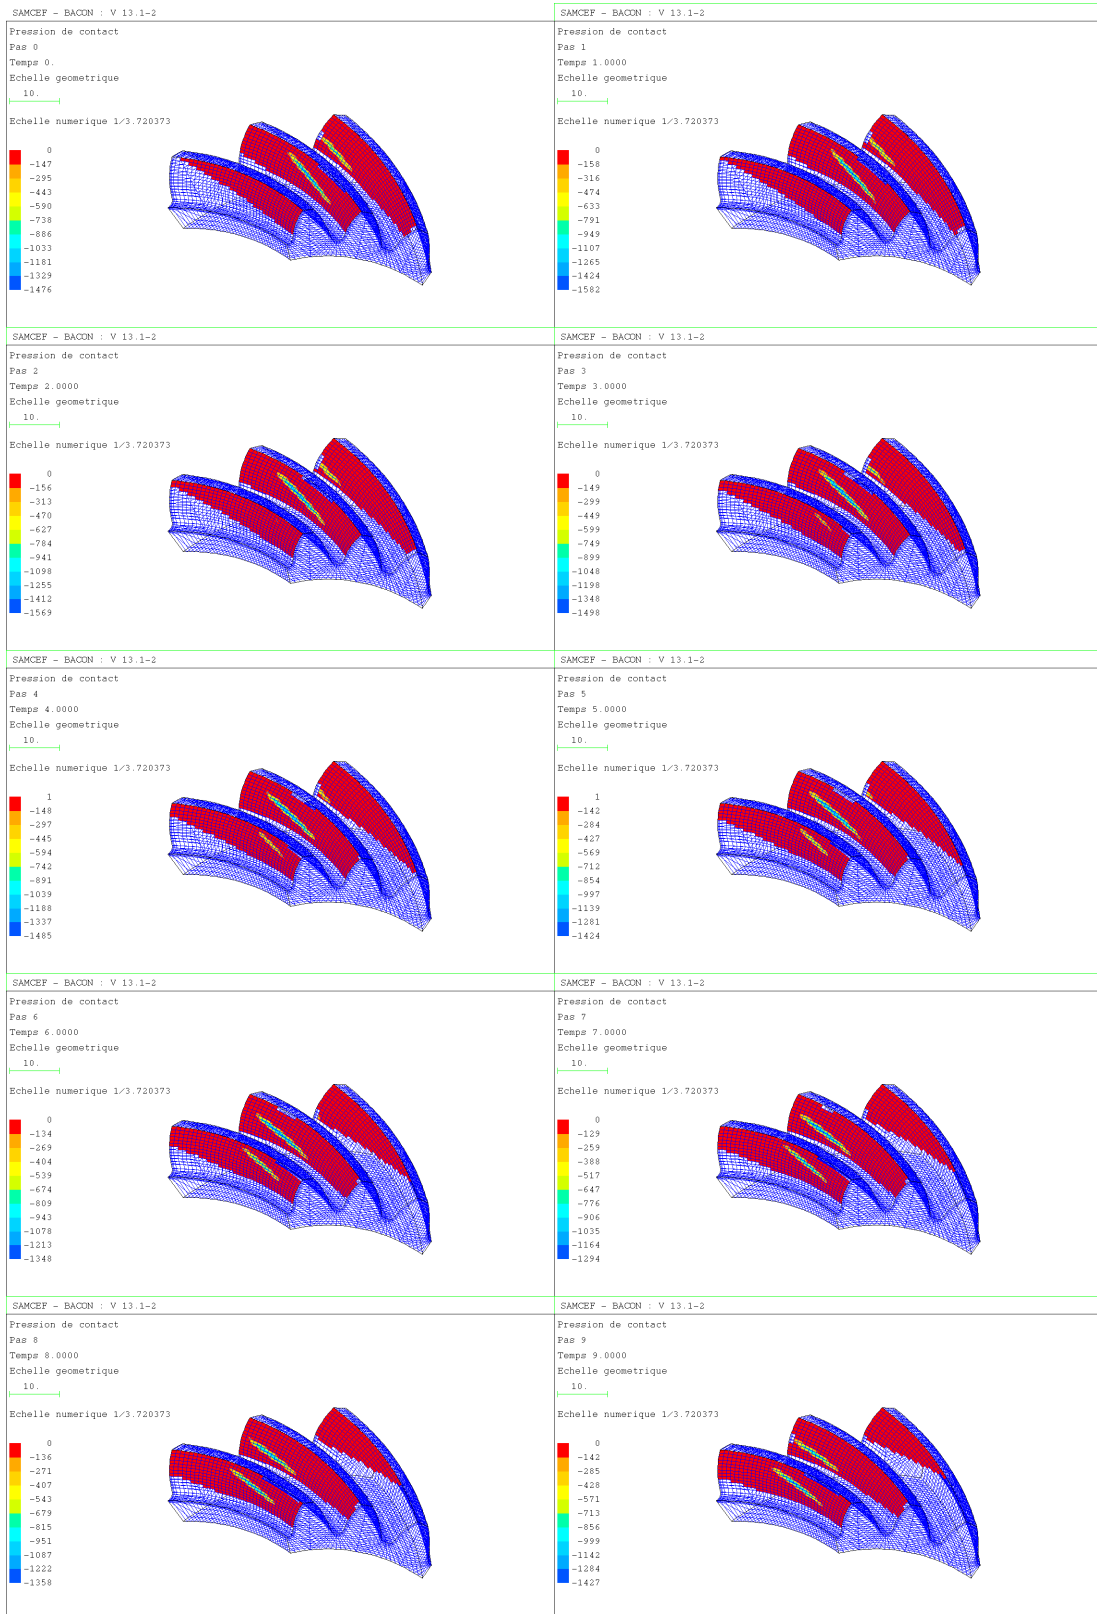 SAMCEF - BACON : V 13.1-2
Pression de contact
Pas 0
Temps 0.
Echelle geometrique
10.
Echelle numerique 1/3.720373
0
-147
-295
-443
-590
-738
-886
-1033
-1181
-1329
-1476
SAMCEF - BACON : V 13.1-2
Pression de contact
Pas 1
Temps 1.0000
Echelle geometrique
10.
Echelle numerique 1/3.720373
0
-158
-316
-474
-633
-791
-949
-1107
-1265
-1424
-1582
SAMCEF - BACON : V 13.1-2
Pression de contact
Pas 2
Temps 2.0000
Echelle geometrique
10.
Echelle numerique 1/3.720373
0
-156
-313
-470
-627
-784
-941
-1098
-1255
-1412
-1569
SAMCEF - BACON : V 13.1-2
Pression de contact
Pas 3
Temps 3.0000
Echelle geometrique
10.
Echelle numerique 1/3.720373
0
-149
-299
-449
-599
-749
-899
-1048
-1198
-1348
-1498
SAMCEF - BACON : V 13.1-2
Pression de contact
Pas 4
Temps 4.0000
Echelle geometrique
10.
Echelle numerique 1/3.720373
1
-148
-297
-445
-594
-742
-891
-1039
-1188
-1337
-1485
SAMCEF - BACON : V 13.1-2
Pression de contact
Pas 5
Temps 5.0000
Echelle geometrique
10.
Echelle numerique 1/3.720373
1
-142
-284
-427
-569
-712
-854
-997
-1139
-1281
-1424
SAMCEF - BACON : V 13.1-2
Pression de contact
Pas 6
Temps 6.0000
Echelle geometrique
10.
Echelle numerique 1/3.720373
0
-134
-269
-404
-539
-674
-809
-943
-1078
-1213
-1348
SAMCEF - BACON : V 13.1-2
Pression de contact
Pas 7
Temps 7.0000
Echelle geometrique
10.
Echelle numerique 1/3.720373
0
-129
-259
-388
-517
-647
-776
-906
-1035
-1164
-1294
SAMCEF - BACON : V 13.1-2
Pression de contact
Pas 8
Temps 8.0000
Echelle geometrique
10.
Echelle numerique 1/3.720373
0
-136
-271
-407
-543
-679
-815
-951
-1087
-1222
-1358
SAMCEF - BACON : V 13.1-2
Pression de contact
Pas 9
Temps 9.0000
Echelle geometrique
10.
Echelle numerique 1/3.720373
0
-142
-285
-428
-571
-713
-856
-999
-1142
-1284
-1427